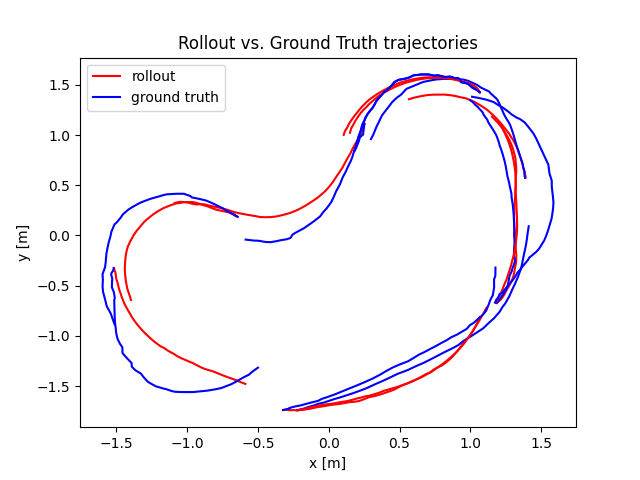 Rollout vs. Ground Truth trajectories
rollout
ground truth
y [m]
1.5
1.0
0.5
0.0
−0.5
−1.0
−1.5
−1.5 −1.0 −0.5 0.0 0.5 1.0 1.5
x [m]